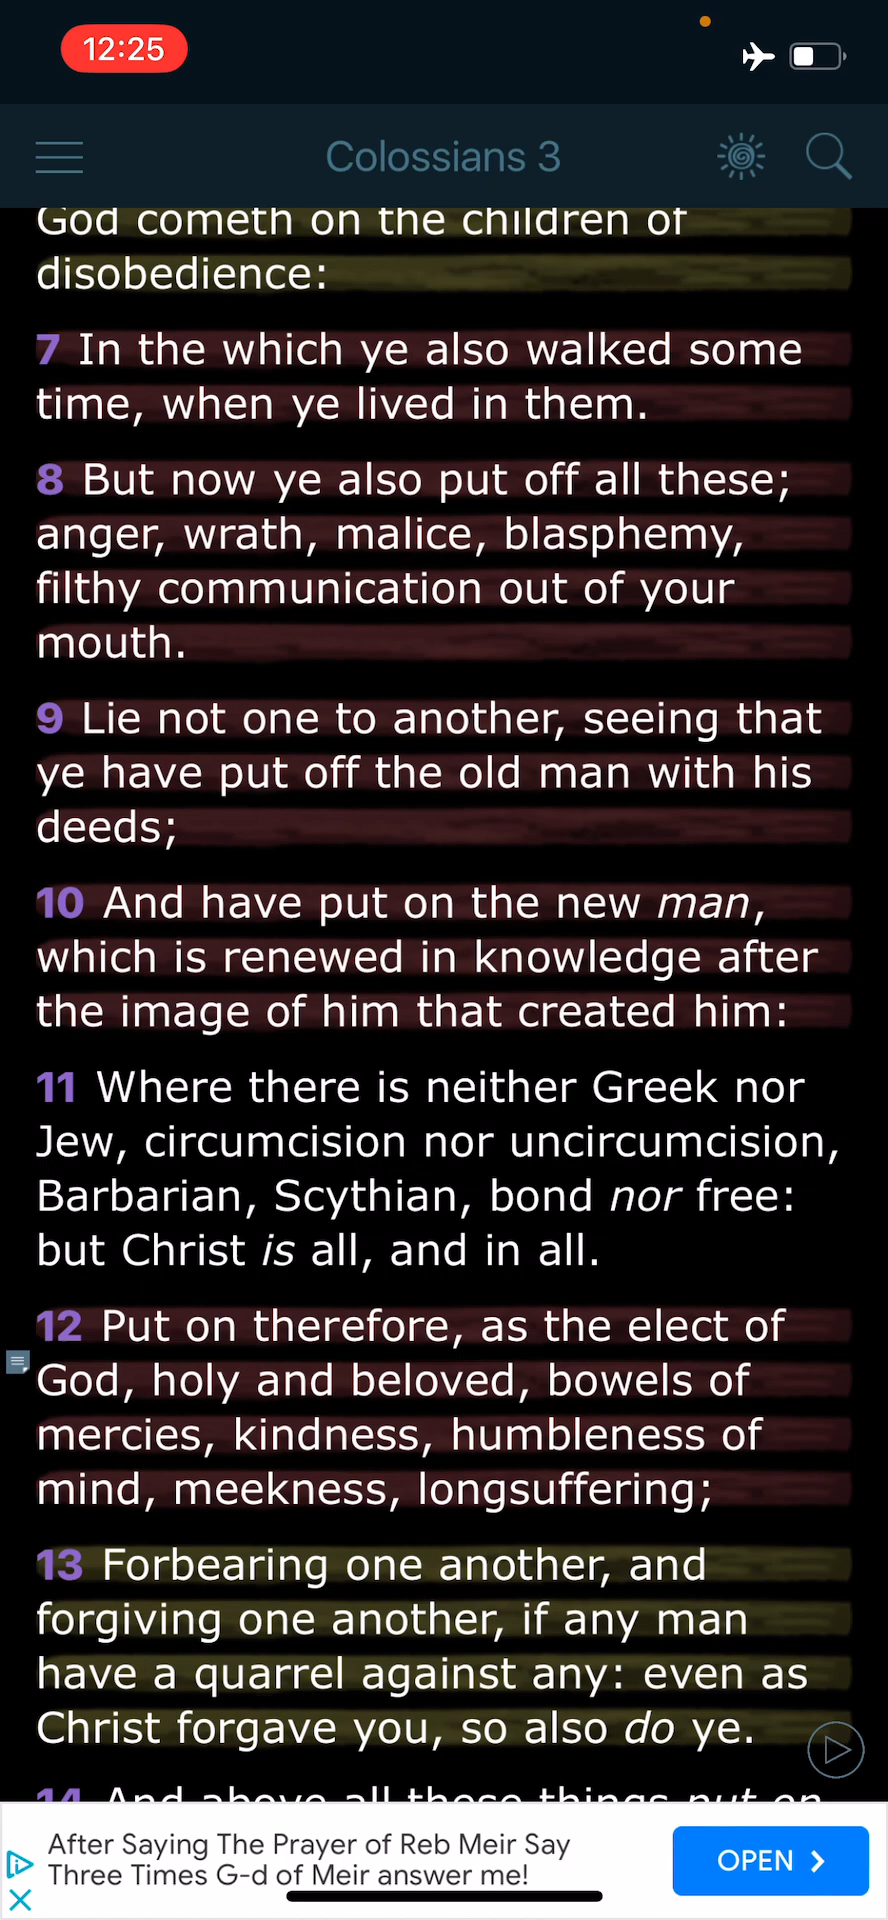 12:25
Colossians 3
God cometh on the children of
disobedience:
7 In the which ye also walked some
time, when ye lived in them.
8 But now ye also put off all these;
anger, wrath, malice, blasphemy,
filthy communication out of your
mouth.
9 Lie not one to another, seeing that
ye have put off the old man with his
deeds;
10 And have put on the new man,
which is renewed in knowledge after
the image of him that created him:
11 Where there is neither Greek nor
Jew, circumcision nor uncircumcision,
Barbarian, Scythian, bond nor free:
but Christ is all, and in all.
12 Put on therefore, as the elect of
God, holy and beloved, bowels of
mercies, kindness, humbleness of
mind, meekness, longsuffering;
13 Forbearing one another, and
forgiving one another, if any man
have a quarrel against any: even as
Christ forgave you, so also do ye.
14 And above all these things put on
After Saying The Prayer of Reb Meir Say
Three Times G-d of Meir answer me!
OPEN